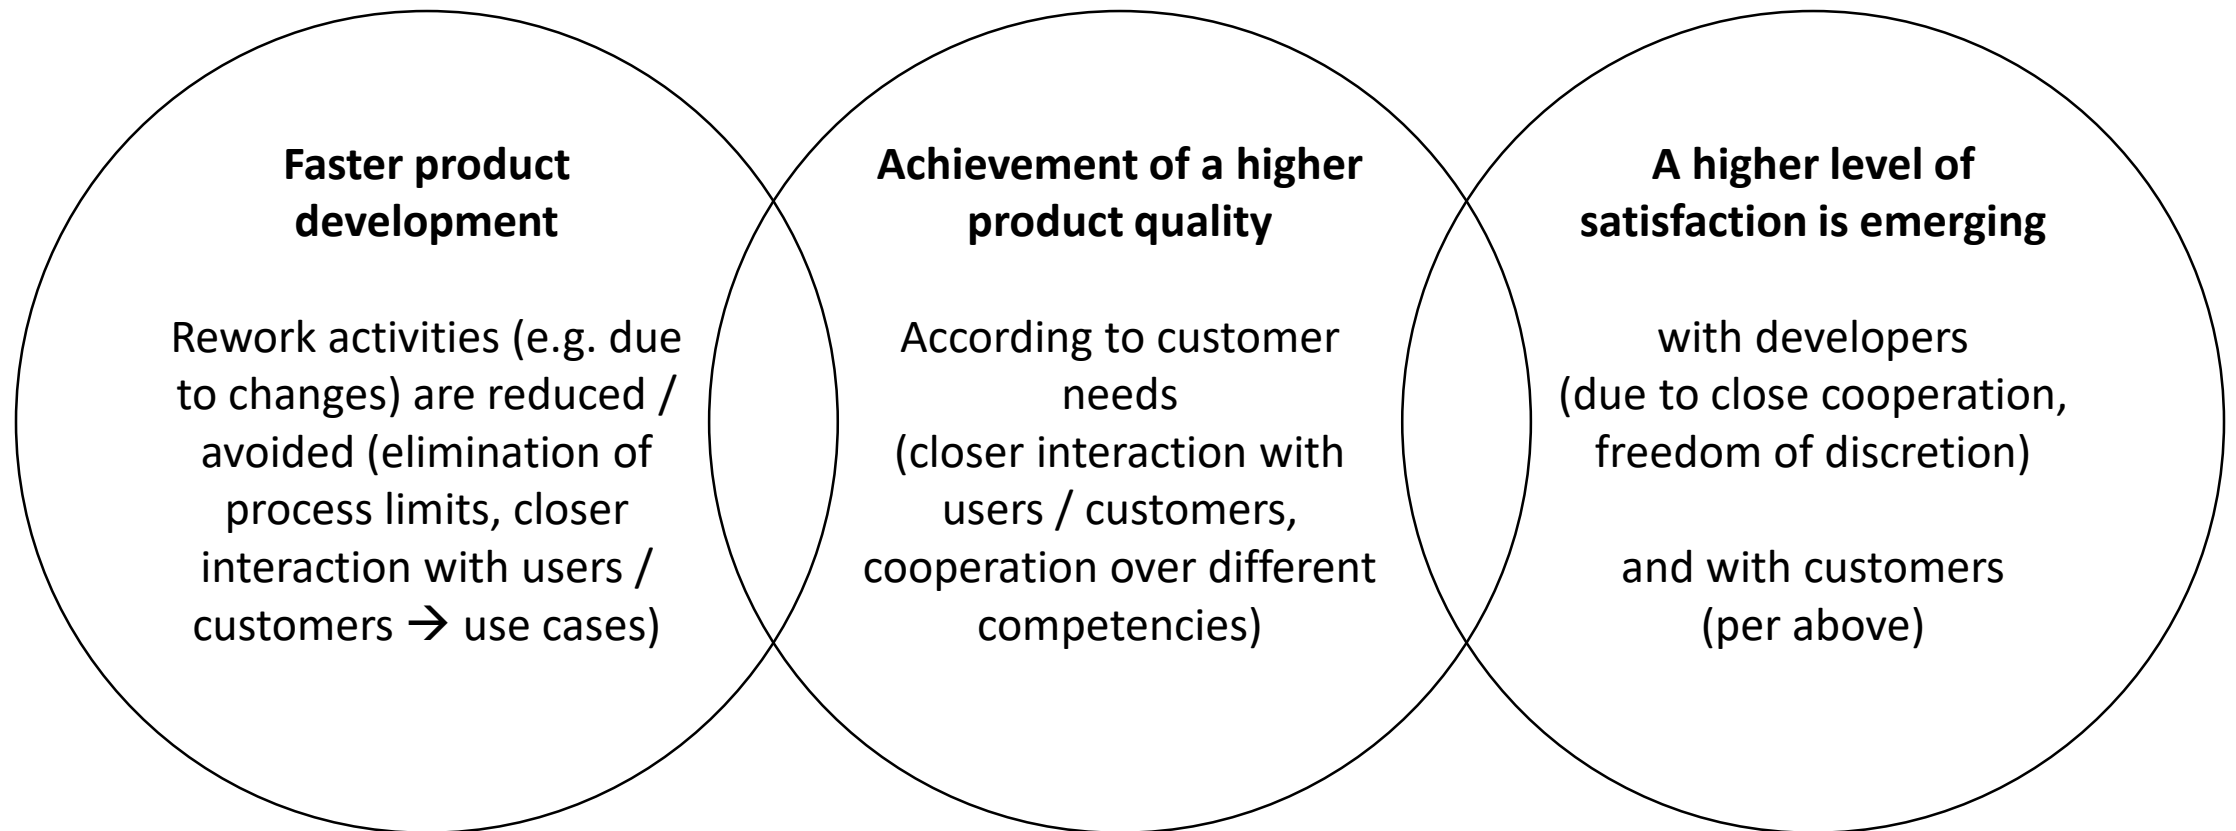 Faster product
development
Rework activities (e.g. due
to changes) are reduced /
avoided (elimination of
process limits, closer
interaction with users /
customers → use cases)
Achievement of a higher
product quality
According to customer
needs
(closer interaction with
users / customers,
cooperation over different
competencies)
A higher level of
satisfaction is emerging
with developers
(due to close cooperation,
freedom of discretion)
and with customers
(per above)